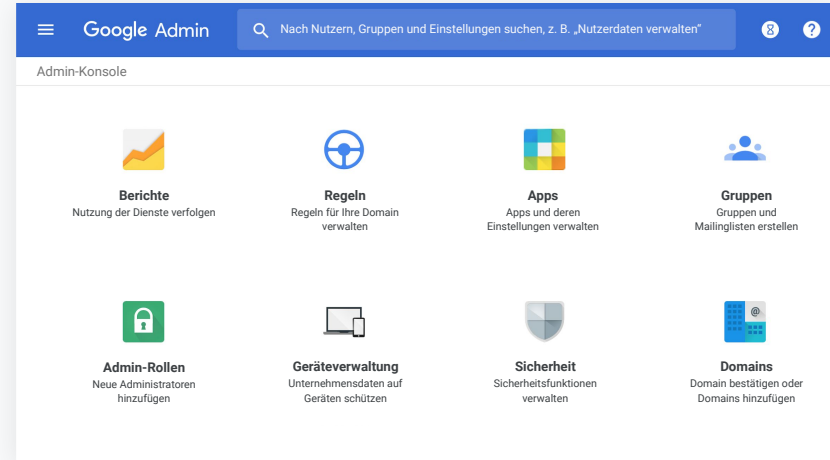 Google Admin
Nach Nutzern, Gruppen und Einstellungen suchen, z. B. „Nutzerdaten verwalten”
8
?
Admin-Konsole
Berichte
Nutzung der Dienste verfolgen
Regeln
Regeln für Ihre Domain
verwalten
Apps
Apps und deren
Einstellungen verwalten
Gruppen
Gruppen und
Mailinglisten erstellen
Admin-Rollen
Neue Administratoren
hinzufügen
Geräteverwaltung
Unternehmensdaten auf
Geräten schützen
Sicherheit
Sicherheitsfunktionen
verwalten
@
Domains
Domain bestätigen oder
Domains hinzufügen